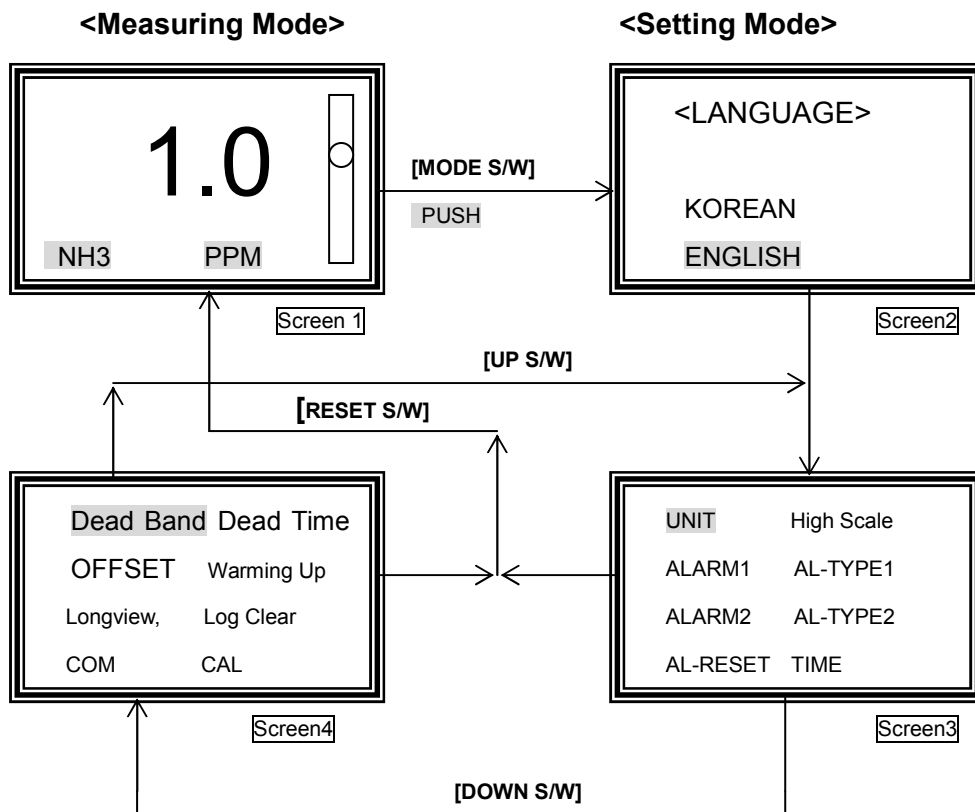 <Measuring Mode>
<Setting Mode>
1.0
NH3 PPM
Screen 1
[MODE S/W]
PUSH
<LANGUAGE>
KOREAN
ENGLISH
Screen2
[UP S/W]
[RESET S/W]
Dead Band Dead Time
OFFSET Warming Up
Longview, Log Clear
COM CAL
Screen4
UNIT High Scale
ALARM1 AL-TYPE1
ALARM2 AL-TYPE2
AL-RESET TIME
Screen3
[DOWN S/W]